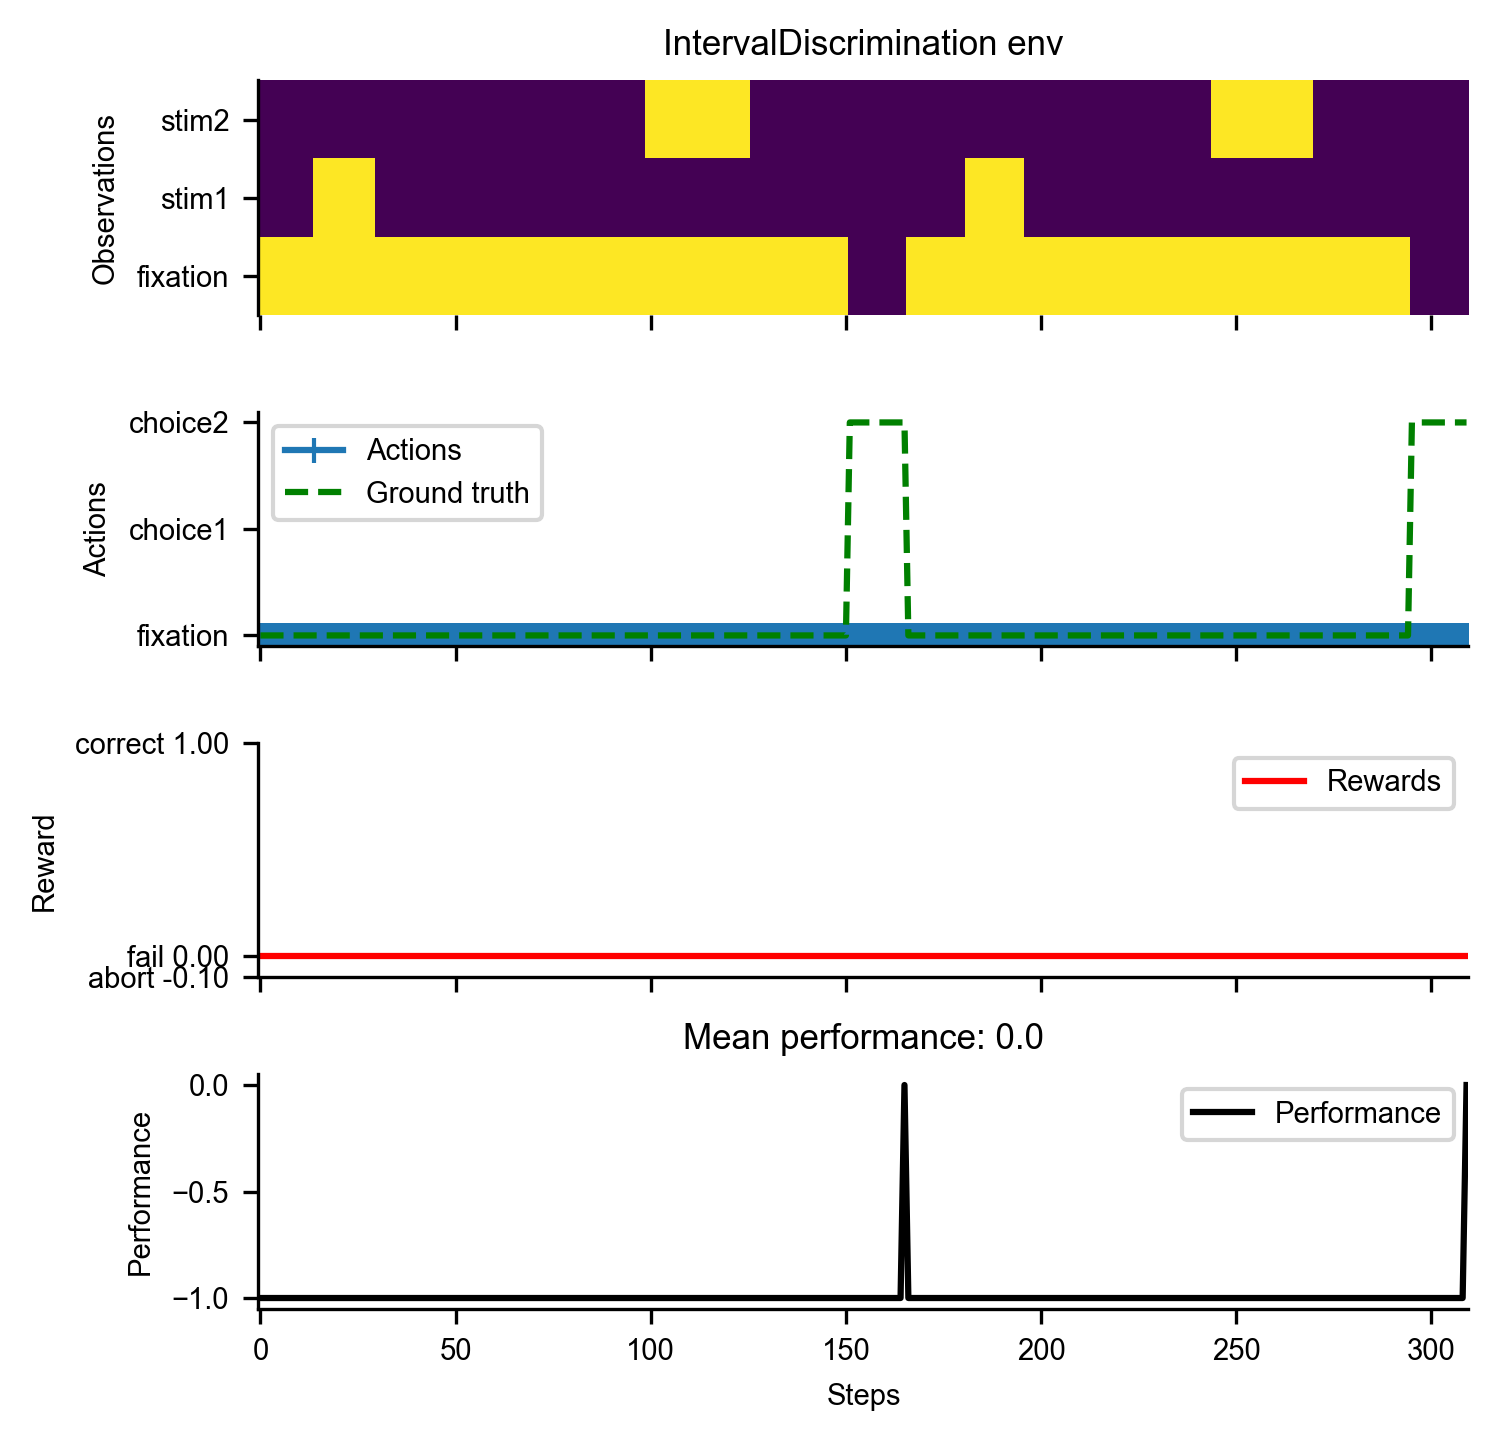 IntervalDiscrimination env
Observations
stim2
stim1
fixation
Actions
choice2
choice1
fixation
Actions
Ground truth
Reward
correct 1.00
fail 0.00
abort -0.10
Rewards
Mean performance: 0.0
Performance
0.0
−0.5
−1.0
Performance
0 50 100 150 200 250 300
Steps